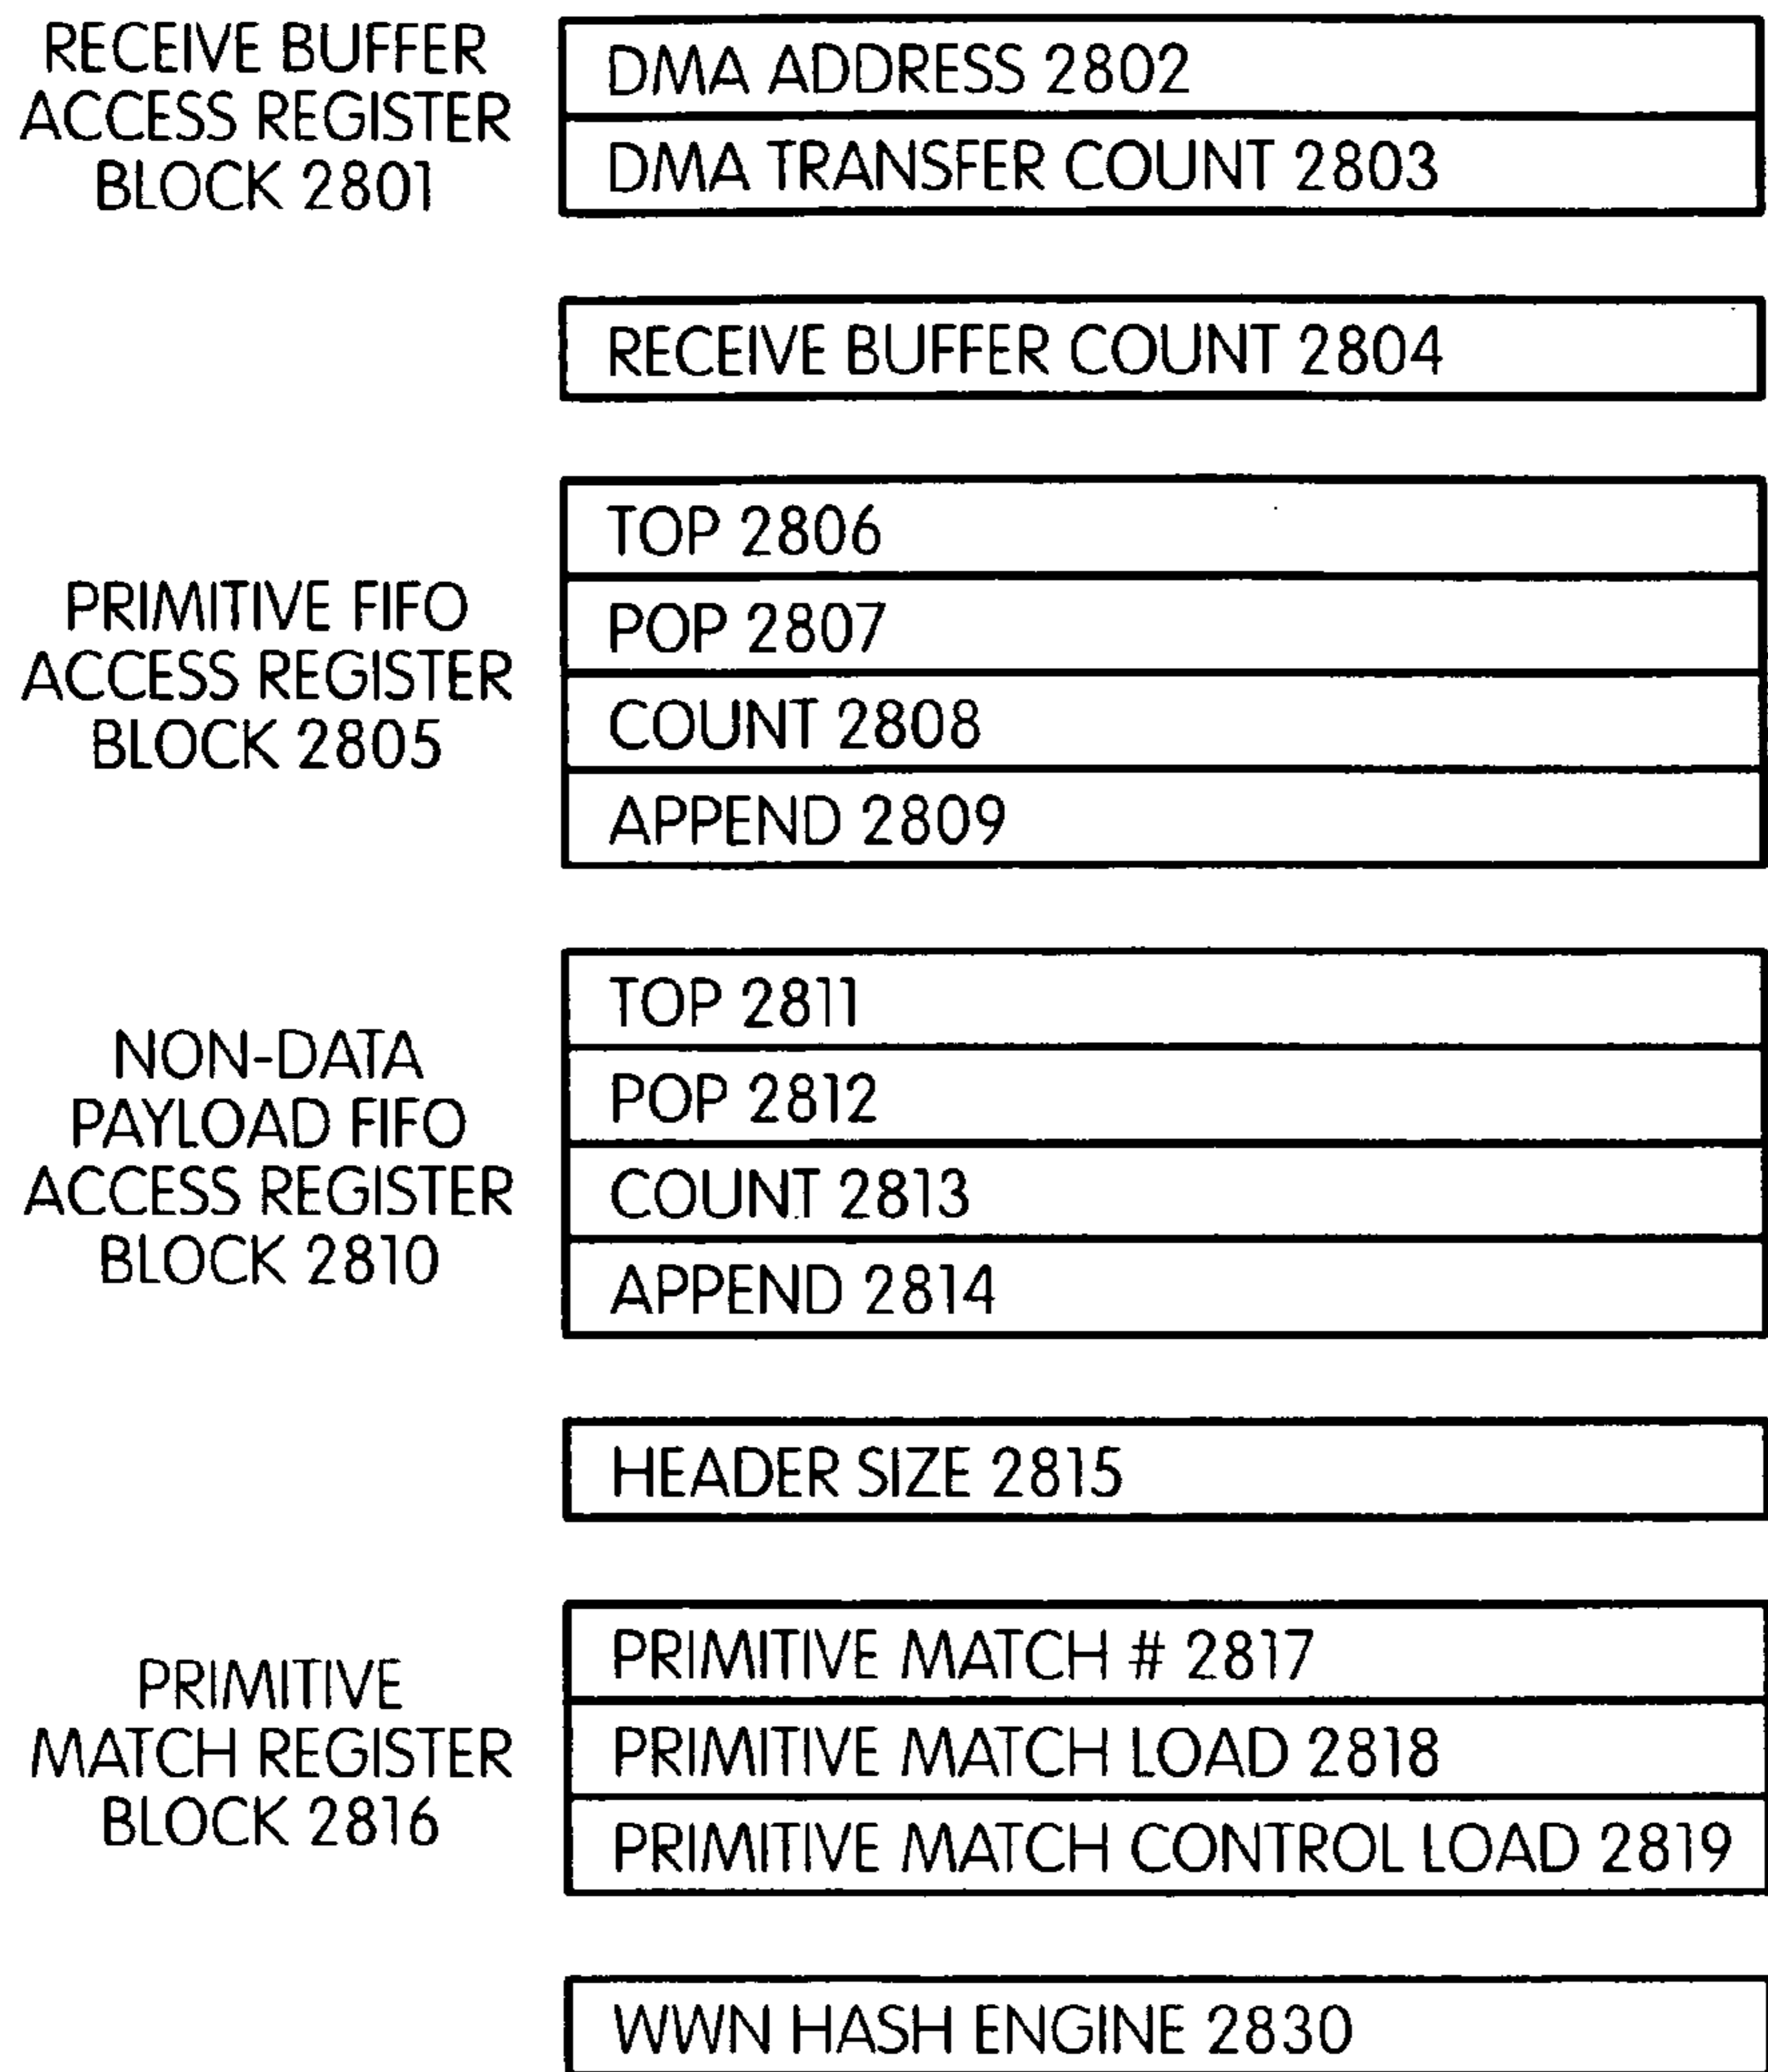 RECEIVE BUFFER
ACCESS REGISTER
BLOCK 2801
DMA ADDRESS 2802
DMA TRANSFER COUNT 2803
RECEIVE BUFFER COUNT 2804
PRIMITIVE FIFO
ACCESS REGISTER
BLOCK 2805
TOP 2806
POP 2807
COUNT 2808
APPEND 2809
NON-DATA
PAYLOAD FIFO
ACCESS REGISTER
BLOCK 2810
TOP 2811
POP 2812
COUNT 2813
APPEND 2814
HEADER SIZE 2815
PRIMITIVE
MATCH REGISTER
BLOCK 2816
PRIMITIVE MATCH # 2817
PRIMITIVE MATCH LOAD 2818
PRIMITIVE MATCH CONTROL LOAD 2819
WWN HASH ENGINE 2830